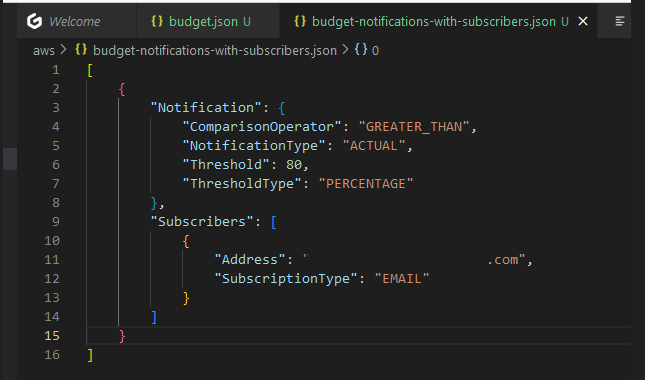 Welcome {} budget.json U {} budget-notifications-with-subscribers.json U ×
aws > {} budget-notifications-with-subscribers.json > {} 0
1 [
2 {
3 "Notification": {
4 "ComparisonOperator": "GREATER_THAN",
5 "NotificationType": "ACTUAL",
6 "Threshold": 80,
7 "ThresholdType": "PERCENTAGE"
8 },
9 "Subscribers": [
10 {
11 "Address": " .com",
12 "SubscriptionType": "EMAIL"
13 }
14 ]
15 }
16 ]